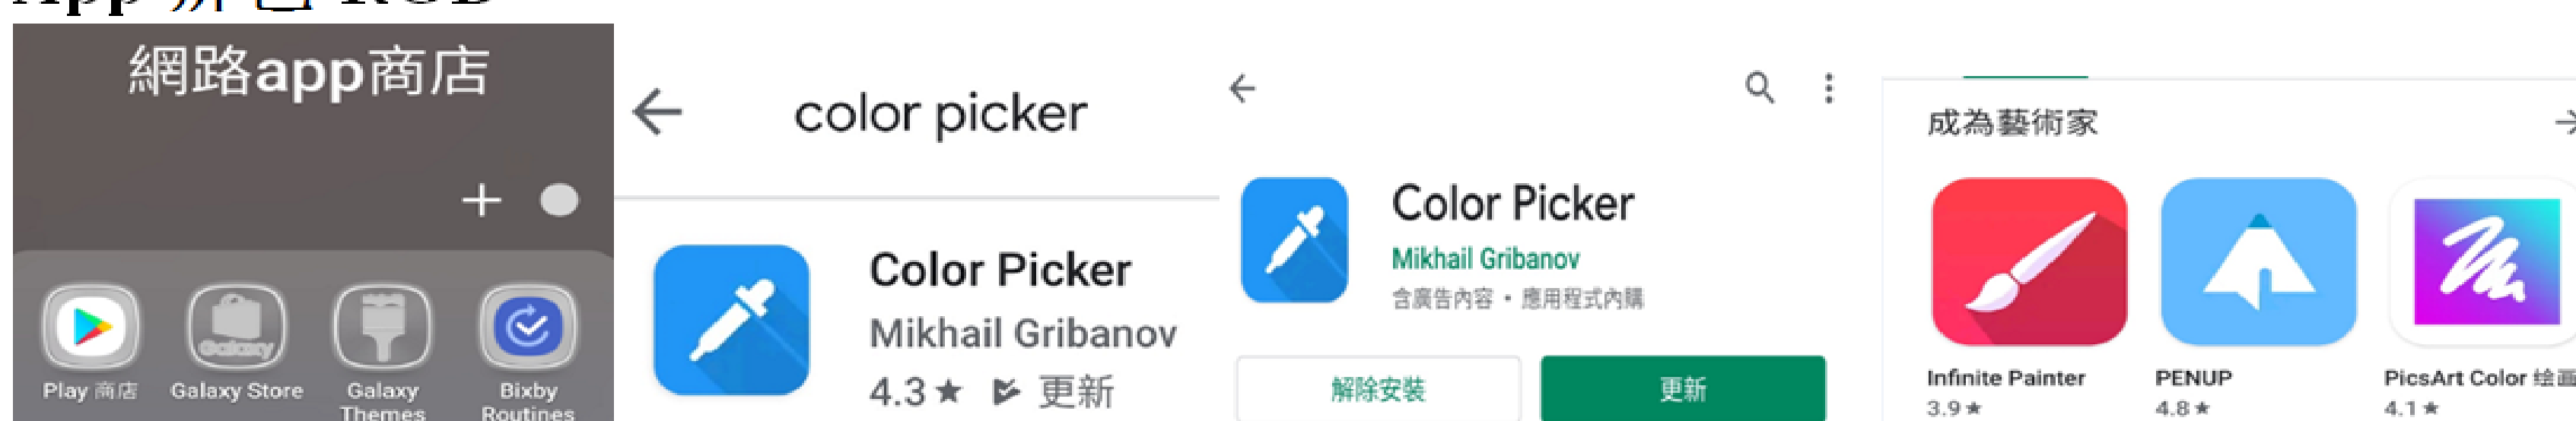 網路app商店
Play 商店
Galaxy Store
Galaxy Themes
Bixby Routines
color picker
Color Picker
Mikhail Gribanov
4.3★ 更新
Color Picker
Mikhail Gribanov
含廣告內容・應用程式內購
解除安裝
更新
成為藝術家
Infinite Painter
3.9★
PENUP
4.8★
PicsArt Color 绘画
4.1★